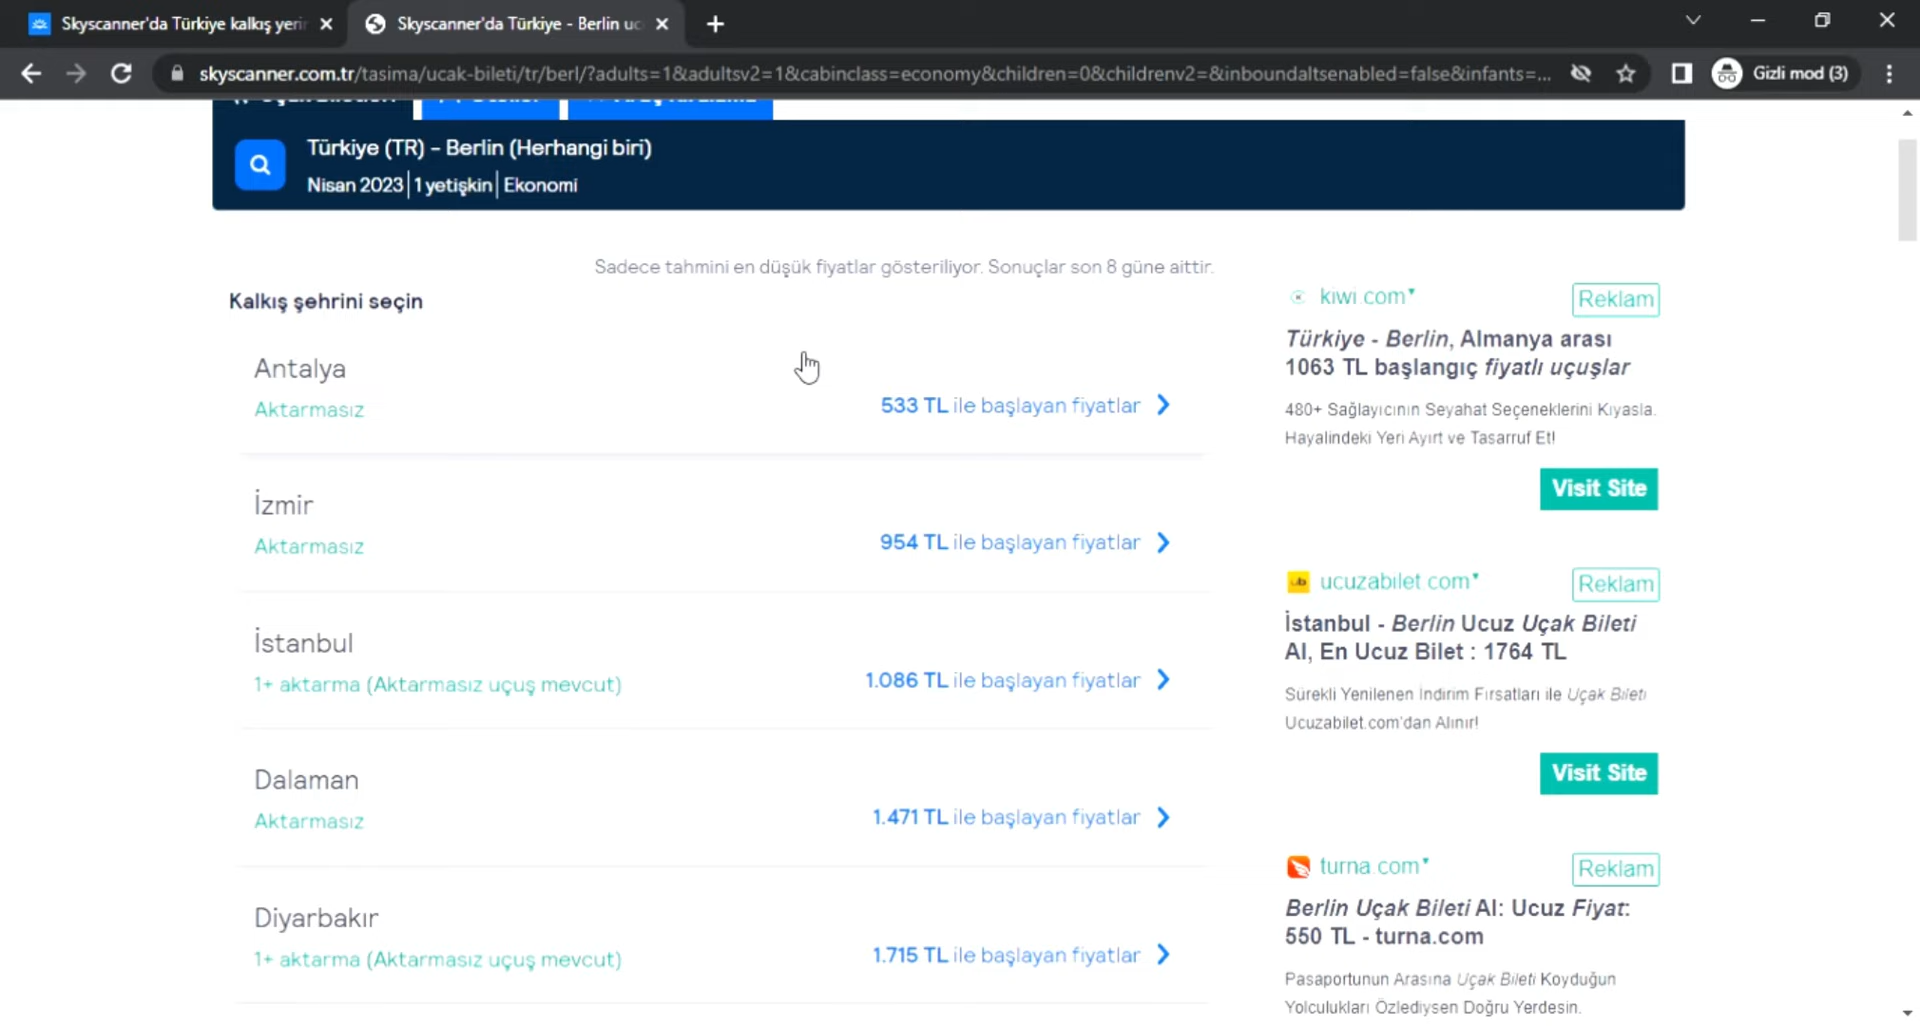 Skyscanner'da Türkiye kalkış yerin
Skyscanner'da Türkiye - Berlin uc
skyscanner.com.tr/tasima/ucak-bileti/tr/berl/?adults=1&adultsv2=1&cabinclass=economy&children=0&childrenv2=&inboundaltsenabled=false&infants=...
Gizli mod (3)
Türkiye (TR) – Berlin (Herhangi biri)
Nisan 2023 | 1 yetişkin | Ekonomi
Sadece tahmini en düşük fiyatlar gösteriliyor. Sonuçlar son 8 güne aittir.
Kalkış şehrini seçin
Antalya
Aktarmasız
533 TL ile başlayan fiyatlar
İzmir
Aktarmasız
954 TL ile başlayan fiyatlar
İstanbul
1+ aktarma (Aktarmasız uçuş mevcut)
1.086 TL ile başlayan fiyatlar
Dalaman
Aktarmasız
1.471 TL ile başlayan fiyatlar
Diyarbakır
1+ aktarma (Aktarmasız uçuş mevcut)
1.715 TL ile başlayan fiyatlar
kiwi.com
Reklam
Türkiye - Berlin, Almanya arası
1063 TL başlangıç fiyatlı uçuşlar
480+ Sağlayıcının Seyahat Seçeneklerini Kıyasla.
Hayalindeki Yeri Ayırt ve Tasarruf Et!
Visit Site
ub ucuzabilet.com
Reklam
İstanbul - Berlin Ucuz Uçak Bileti
Al, En Ucuz Bilet : 1764 TL
Sürekli Yenilenen İndirim Fırsatları ile Uçak Bileti
Ucuzabilet.com'dan Alınır!
Visit Site
turna.com
Reklam
Berlin Uçak Bileti Al: Ucuz Fiyat:
550 TL - turna.com
Pasaportunun Arasına Uçak Bileti Koyduğun
Yolculukları Özlediysen Doğru Yerdesin.